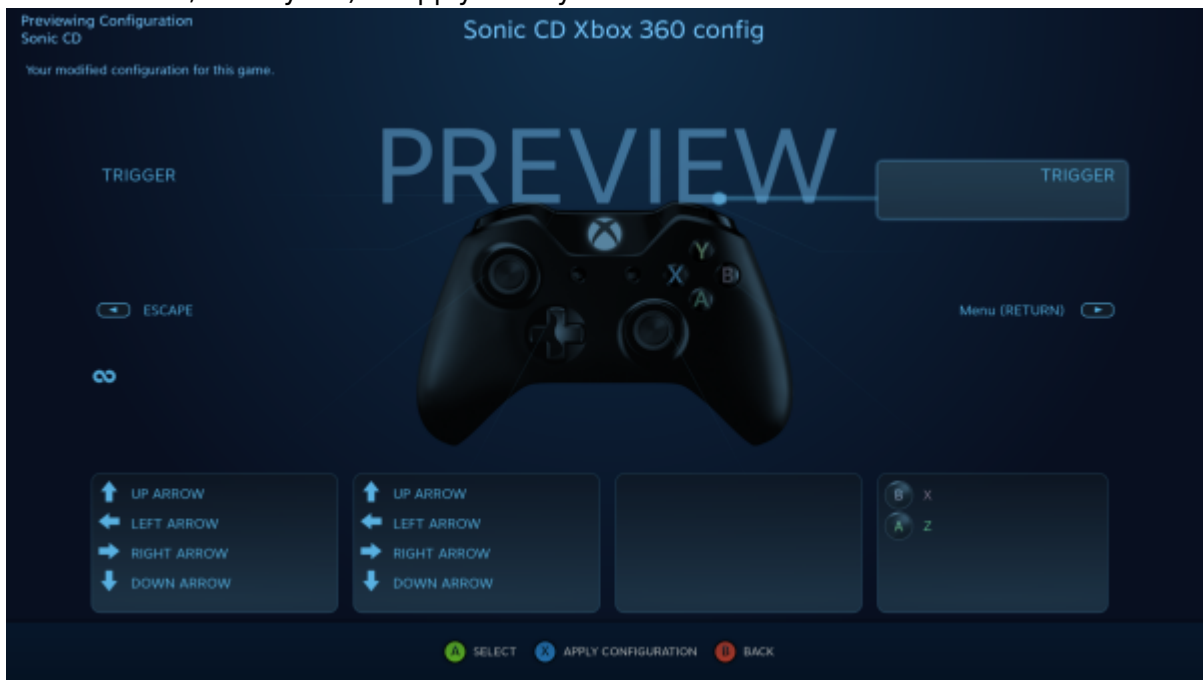 Previewing Configuration
Sonic CD
Sonic CD Xbox 360 config
Your modified configuration for this game.
PREVIEW
TRIGGER
TRIGGER
Y
X
B
A
ESCAPE
Menu (RETURN)
UP ARROW
LEFT ARROW
RIGHT ARROW
DOWN ARROW
UP ARROW
LEFT ARROW
RIGHT ARROW
DOWN ARROW
B X
A Z
A SELECT X APPLY CONFIGURATION B BACK